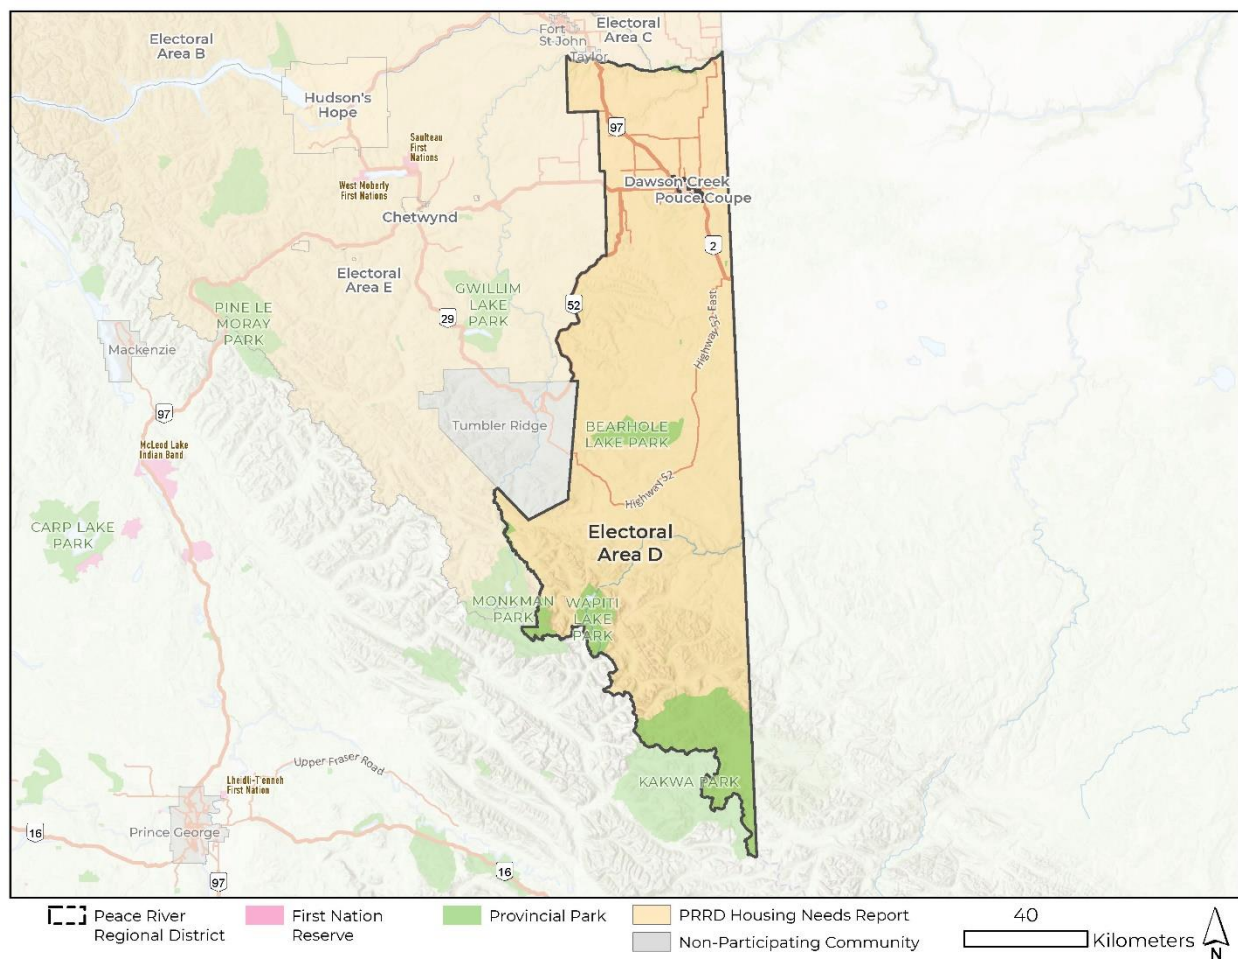 Electoral
Area B
Fort
St John
Electoral
Area C
Taylor
Hudson's
Hope
97
Saulteau
First
Nations
West Moberly
First Nations
Dawson Creek
Pouce Coupe
Chetwynd
2
Electoral
Area E
GWILLIM
LAKE
PARK
52
Highway 52 East
PINE LE
MORAY
PARK
29
Mackenzie
97
Tumbler Ridge
BEARHOLE
LAKE PARK
McLeod Lake
Indian Band
Highway 52
CARP LAKE
PARK
Electoral
Area D
MONKMAN
PARK
WAPITI
LAKE
PARK
Upper Fraser Road
KAKWA PARK
Lheidli-T'enneh
First Nation
16
Prince George
97
16
Peace River
Regional District
First Nation
Reserve
Provincial Park
PRRD Housing Needs Report
Non-Participating Community
40
Kilometers
N